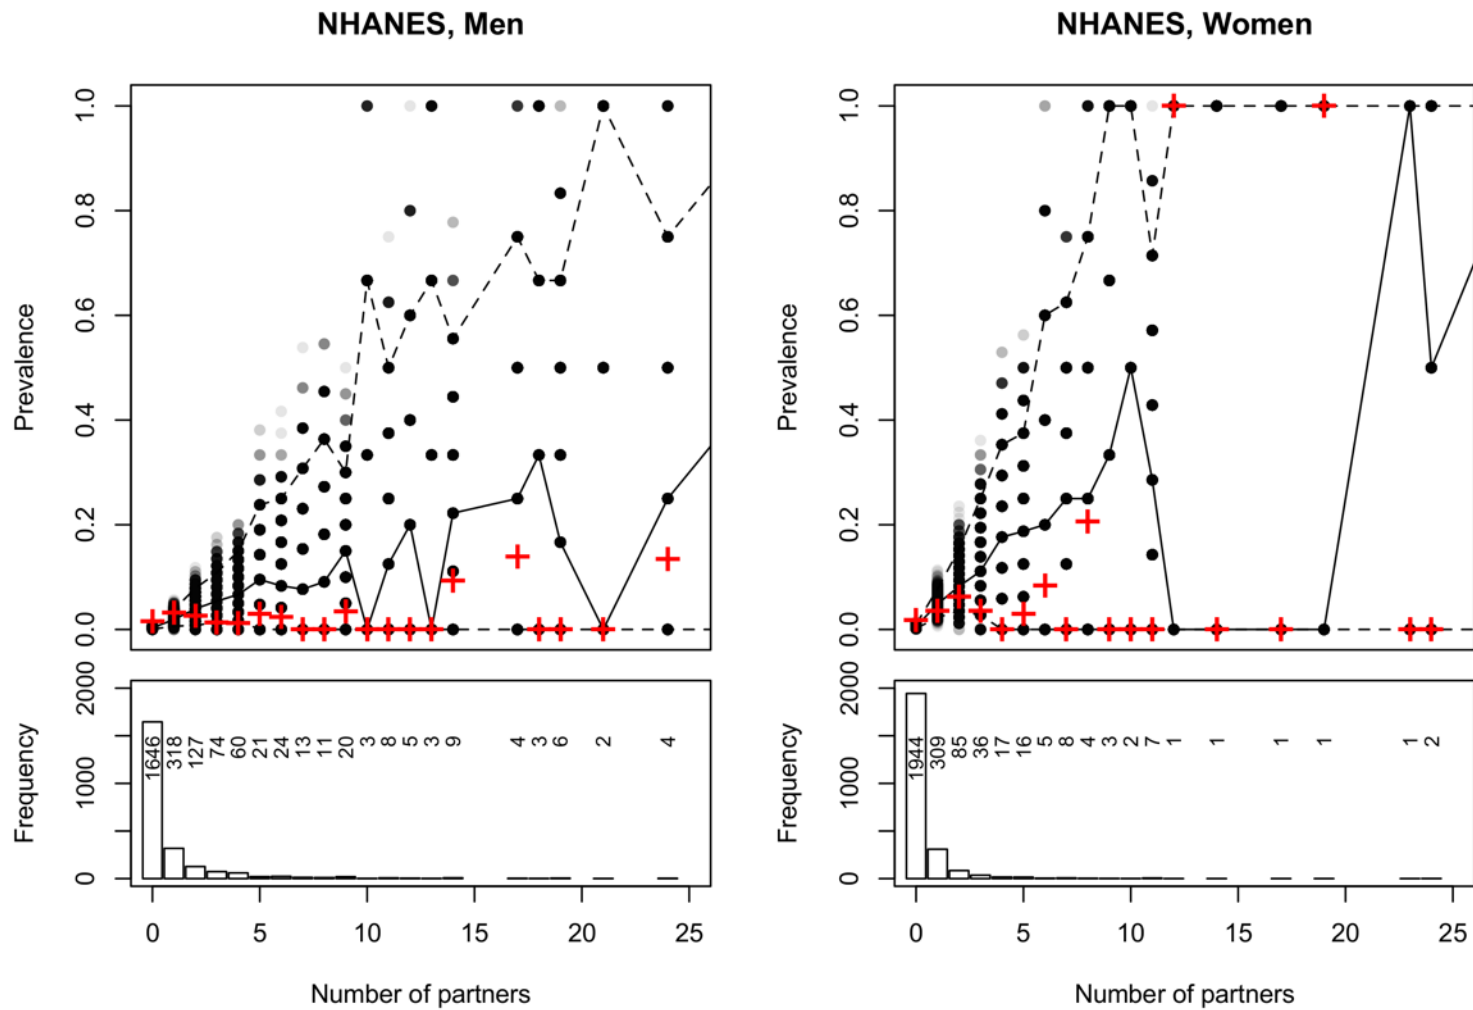 NHANES, Men
Prevalence
1.0
0.8
0.6
0.4
0.2
0.0
Frequency
2000
1000
0
1646 318 127 74 60 21 24 13 11 20 3 8 5 3 9 4 3 6 2 4
0 5 10 15 20 25
Number of partners
NHANES, Women
Prevalence
1.0
0.8
0.6
0.4
0.2
0.0
Frequency
2000
1000
0
1944 309 85 36 17 16 5 8 4 3 2 7 1 1 1 1 1 2
0 5 10 15 20 25
Number of partners